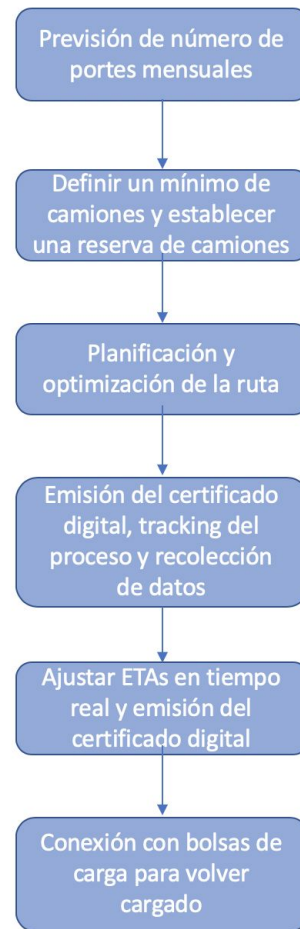 Previsión de número de
portes mensuales
Definir un mínimo de
camiones y establecer
una reserva de camiones
Planificación y
optimización de la ruta
Emisión del certificado
digital, tracking del
proceso y recolección
de datos
Ajustar ETAs en tiempo
real y emisión del
certificado digital
Conexión con bolsas de
carga para volver
cargado